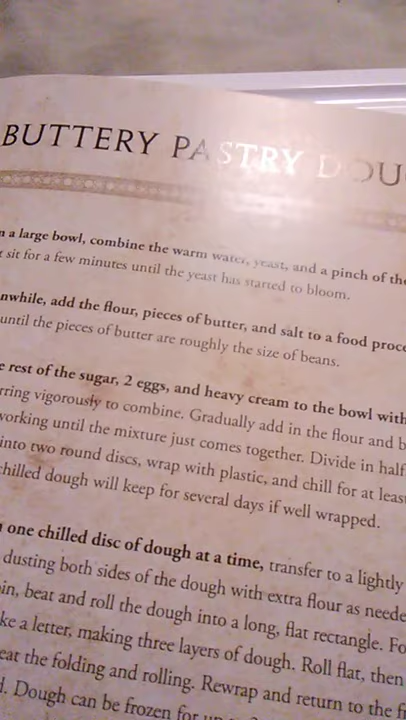 BUTTERY PASTRY DOU
a large bowl, combine the warm water, yeast, and a pinch of the
sit for a few minutes until the yeast has started to bloom.
nwhile, add the flour, pieces of butter, and salt to a food proce
until the pieces of butter are roughly the size of beans.
e rest of the sugar, 2 eggs, and heavy cream to the bowl with
rring vigorously to combine. Gradually add in the flour and b
working until the mixture just comes together. Divide in half
into two round discs, wrap with plastic, and chill for at leas
chilled dough will keep for several days if well wrapped.
one chilled disc of dough at a time, transfer to a lightly
dusting both sides of the dough with extra flour as neede
in, beat and roll the dough into a long, flat rectangle. Fo
ke a letter, making three layers of dough. Roll flat, then
eat the folding and rolling. Rewrap and return to the f
d. Dough can be frozen for up to